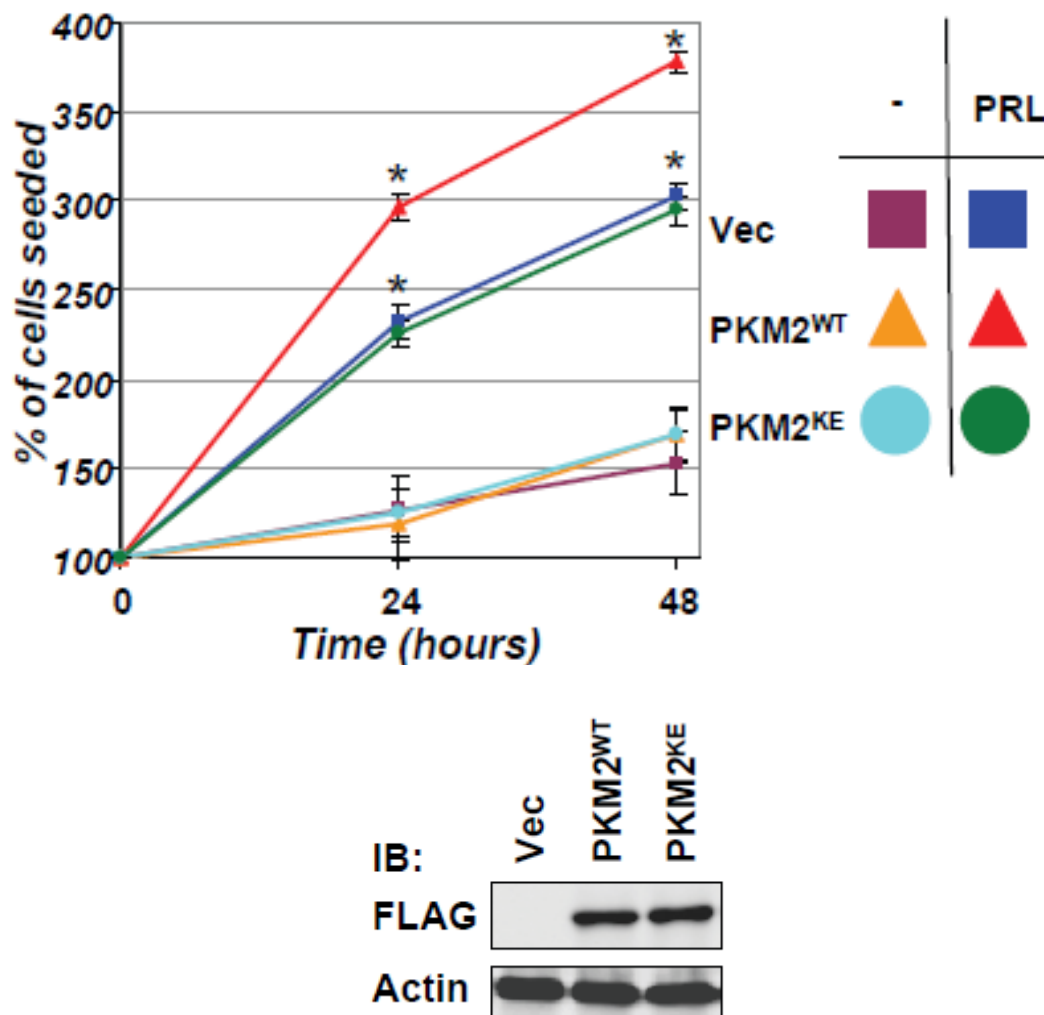 % of cells seeded
400
350
300
250
200
150
100
* * * *
0 24 48
Time (hours)
- PRL
Vec
PKM2WT
PKM2KE
Vec PKM2WT PKM2KE
IB:
FLAG
Actin